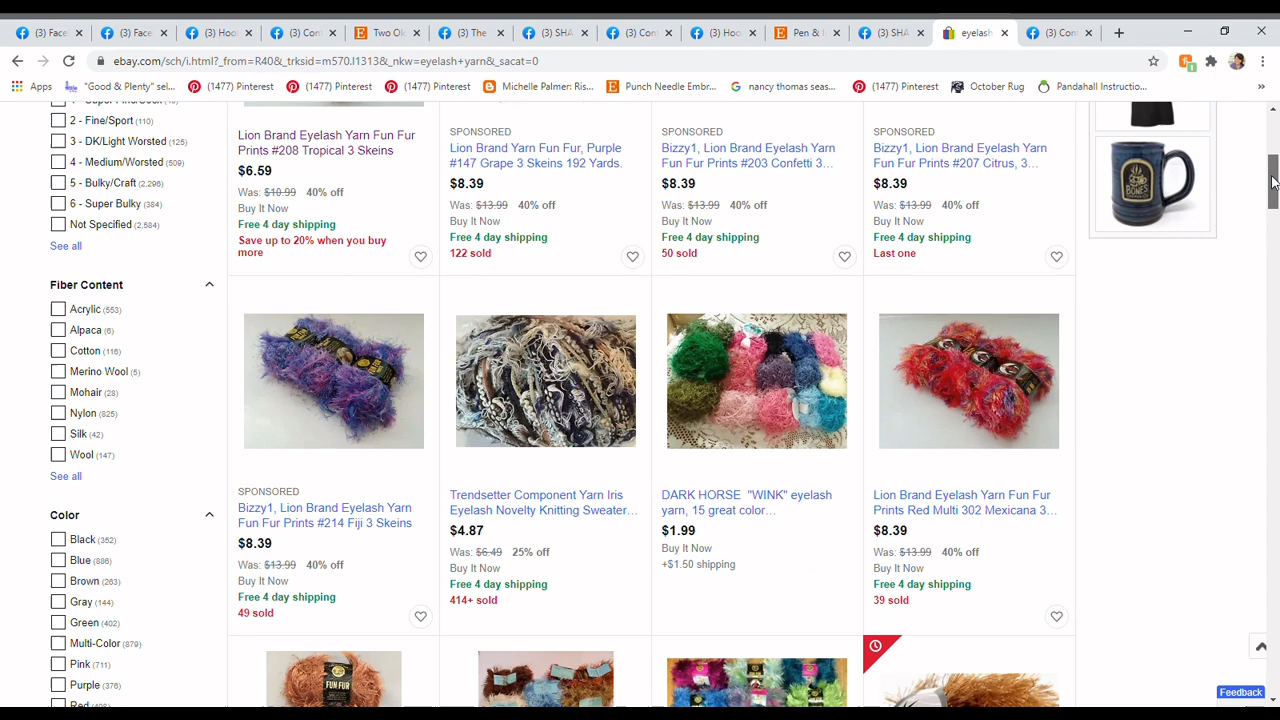 (3) Face
(3) Face
(3) Hook
(3) Con
Two Ol
(3) The
(3) SHA
(3) Con
(3) Hoo
Pen &
(3) SHA
eyelash
(3) Con
ebay.com/sch/i.html?_from=R40&_trksid=m570.l1313&_nkw=eyelash+yarn&_sacat=0
Apps
"Good & Plenty" sel...
(1477) Pinterest
(1477) Pinterest
(1477) Pinterest
Michelle Palmer: Ris...
Punch Needle Embr...
nancy thomas seas...
(1477) Pinterest
October Rug
Pandahall Instructio...
2 - Fine/Sport (110)
3 - DK/Light Worsted (125)
4 - Medium/Worsted (509)
5 - Bulky/Craft (2,296)
6 - Super Bulky (384)
Not Specified (2,584)
See all
Fiber Content
Acrylic (553)
Alpaca (6)
Cotton (116)
Merino Wool (5)
Mohair (28)
Nylon (825)
Silk (42)
Wool (147)
See all
Color
Black (352)
Blue (886)
Brown (263)
Gray (144)
Green (402)
Multi-Color (879)
Pink (711)
Purple (376)
Red
Lion Brand Eyelash Yarn Fun Fur
Prints #208 Tropical 3 Skeins
$6.59
Was: $10.99 40% off
Buy It Now
Free 4 day shipping
Save up to 20% when you buy
more
SPONSORED
Lion Brand Yarn Fun Fur, Purple
#147 Grape 3 Skeins 192 Yards.
$8.39
Was: $13.99 40% off
Buy It Now
Free 4 day shipping
122 sold
SPONSORED
Bizzy1, Lion Brand Eyelash Yarn
Fun Fur Prints #203 Confetti 3...
$8.39
Was: $13.99 40% off
Buy It Now
Free 4 day shipping
50 sold
SPONSORED
Bizzy1, Lion Brand Eyelash Yarn
Fun Fur Prints #207 Citrus, 3...
$8.39
Was: $13.99 40% off
Buy It Now
Free 4 day shipping
Last one
BONES
SPONSORED
Bizzy1, Lion Brand Eyelash Yarn
Fun Fur Prints #214 Fiji 3 Skeins
$8.39
Was: $13.99 40% off
Buy It Now
Free 4 day shipping
49 sold
Trendsetter Component Yarn Iris
Eyelash Novelty Knitting Sweater...
$4.87
Was: $6.49 25% off
Buy It Now
Free 4 day shipping
414+ sold
DARK HORSE "WINK" eyelash
yarn, 15 great color...
$1.99
Buy It Now
+$1.50 shipping
Lion Brand Eyelash Yarn Fun Fur
Prints Red Multi 302 Mexicana 3...
$8.39
Was: $13.99 40% off
Buy It Now
Free 4 day shipping
39 sold
FUN FUR
Feedback